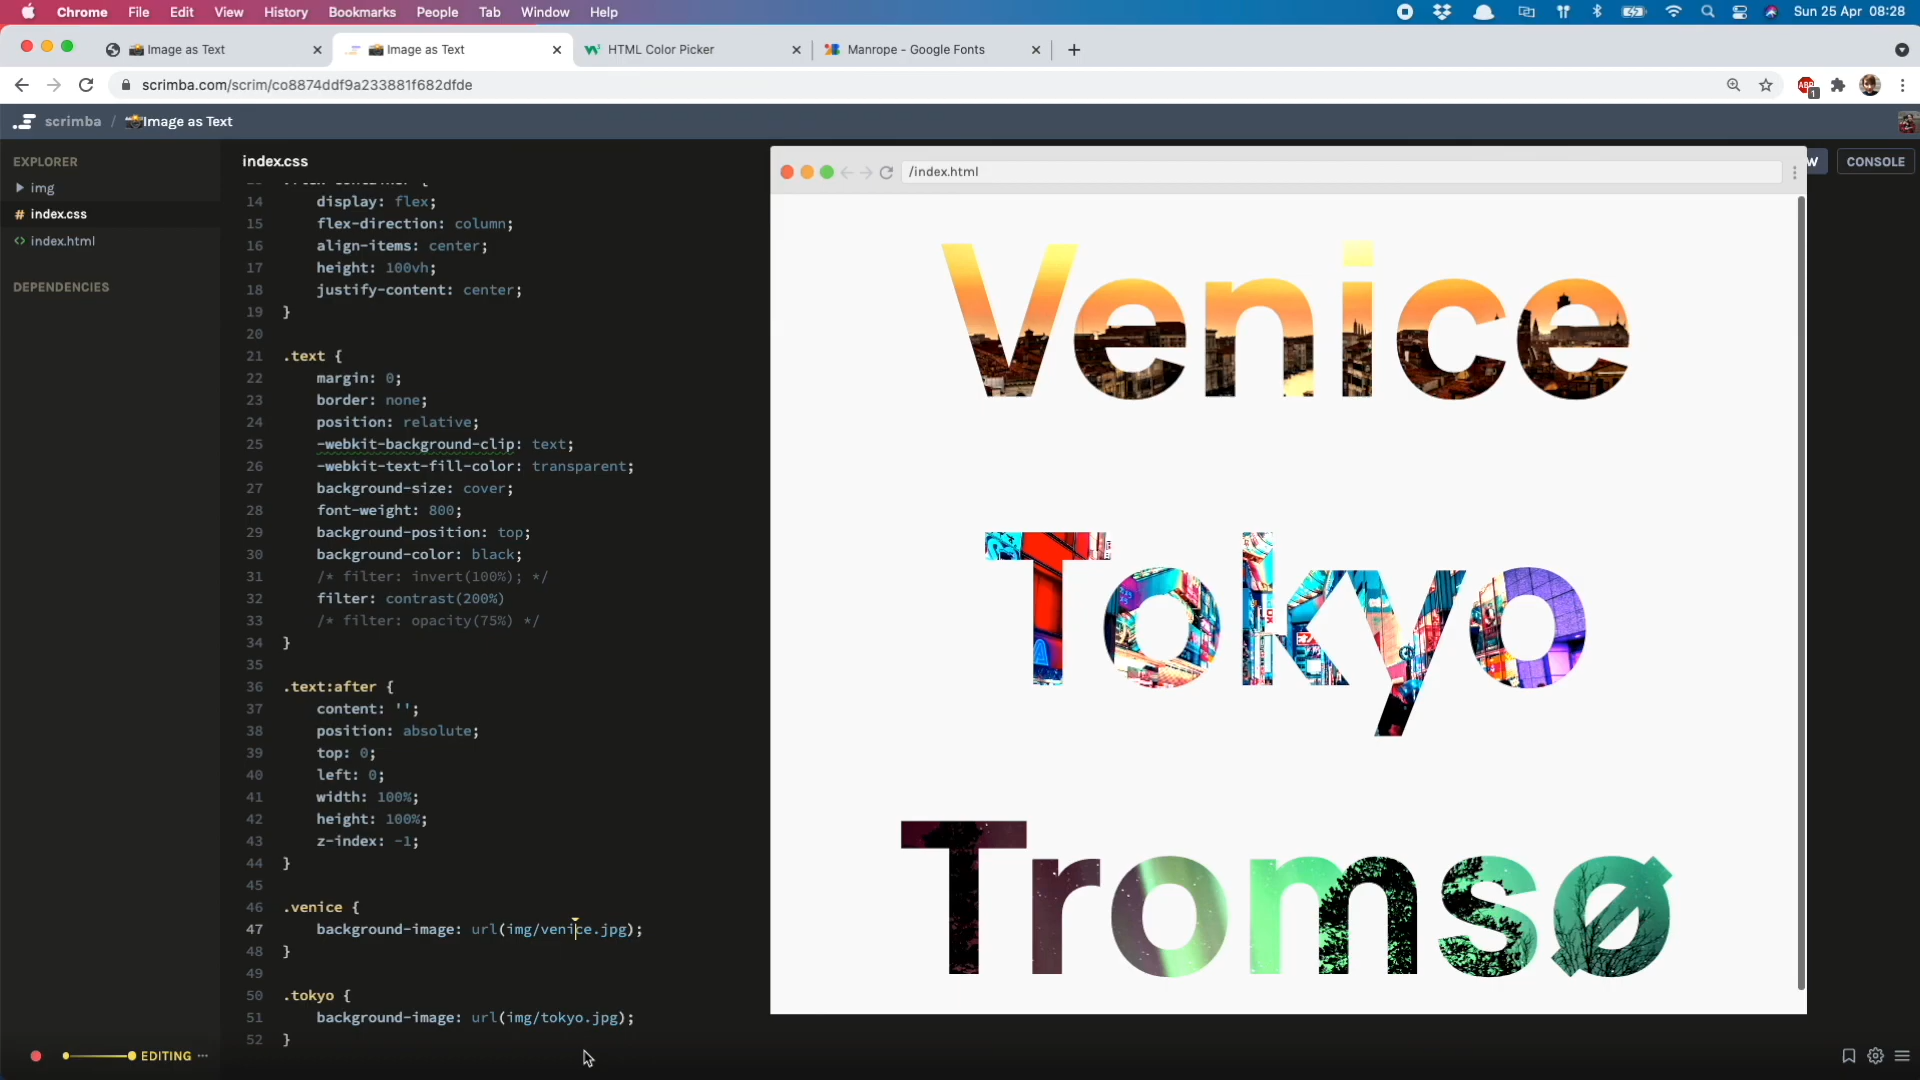 Chrome File Edit View History Bookmarks People Tab Window Help Sun 25 Apr 08:28
Image as Text Image as Text HTML Color Picker Manrope - Google Fonts
scrimba.com/scrim/co8874ddf9a233881f682dfde
ABP 1
scrimba / Image as Text
EXPLORER
img
# index.css
<> index.html
DEPENDENCIES
index.css
14 display: flex;
15 flex-direction: column;
16 align-items: center;
17 height: 100vh;
18 justify-content: center;
19 }
20
21 .text {
22 margin: 0;
23 border: none;
24 position: relative;
25 -webkit-background-clip: text;
26 -webkit-text-fill-color: transparent;
27 background-size: cover;
28 font-weight: 800;
29 background-position: top;
30 background-color: black;
31 /* filter: invert(100%); */
32 filter: contrast(200%)
33 /* filter: opacity(75%) */
34 }
35
36 .text:after {
37 content: '';
38 position: absolute;
39 top: 0;
40 left: 0;
41 width: 100%;
42 height: 100%;
43 z-index: -1;
44 }
45
46 .venice {
47 background-image: url(img/venice.jpg);
48 }
49
50 .tokyo {
51 background-image: url(img/tokyo.jpg);
52 }
EDITING ...
/index.html
W CONSOLE
Venice
Tokyo
Tromsø